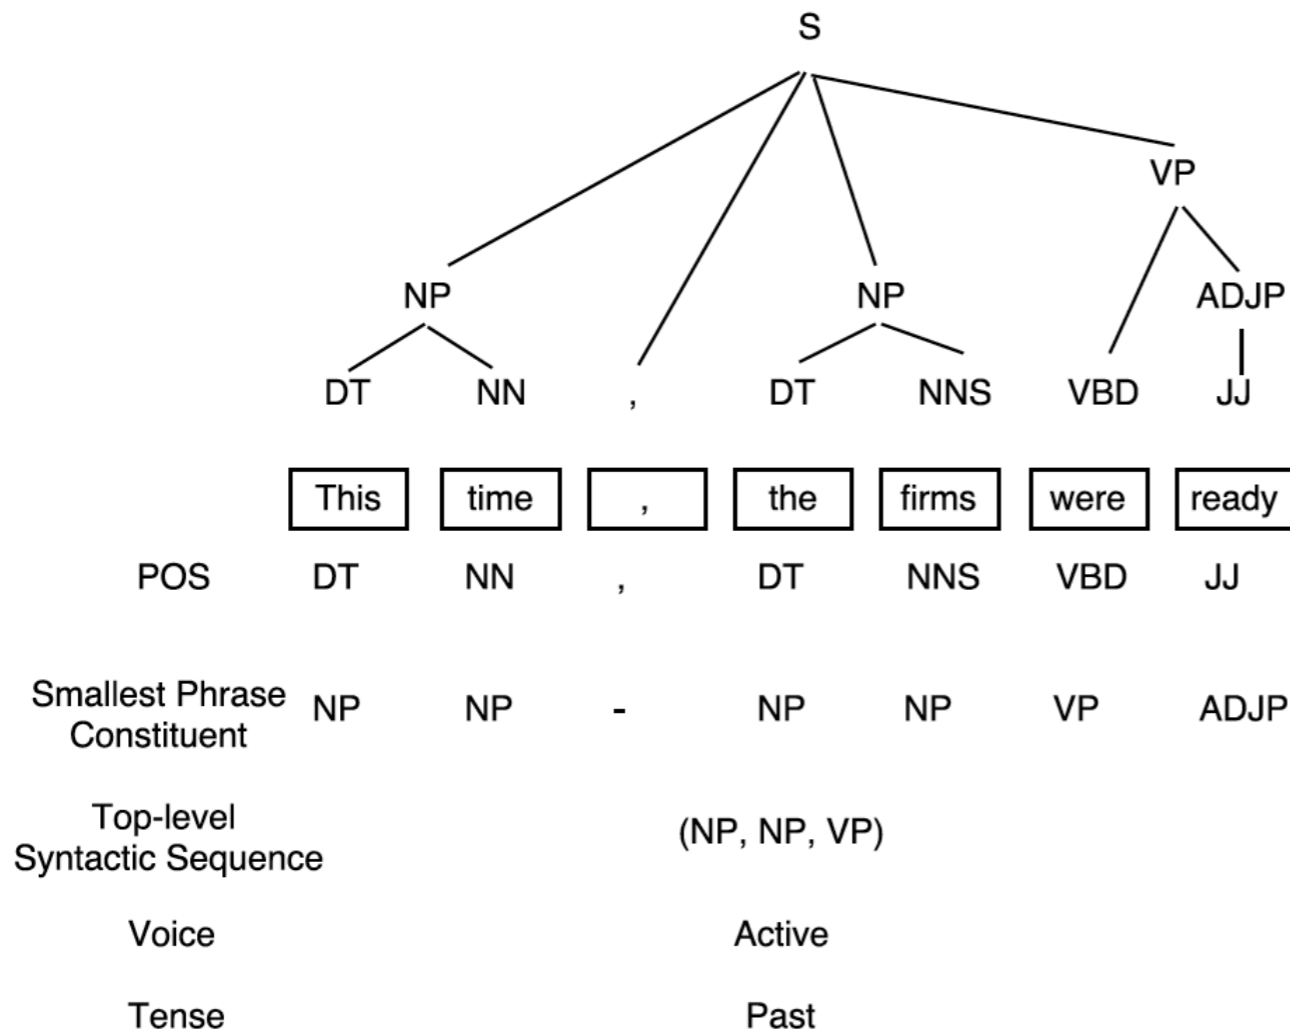 S
VP
NP NP ADJP
DT NN , DT NNS VBD JJ
This time , the firms were ready
POS DT NN , DT NNS VBD JJ
Smallest Phrase
Constituent NP NP - NP NP VP ADJP
Top-level
Syntactic Sequence (NP, NP, VP)
Voice Active
Tense Past